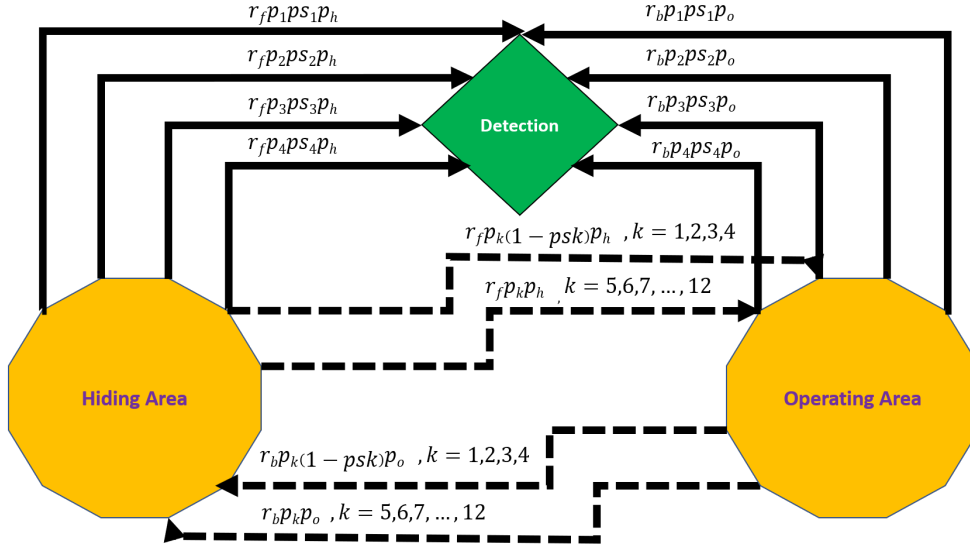 r_f p_1 ps_1 p_h
r_b p_1 ps_1 p_o
r_f p_2 ps_2 p_h
r_b p_2 ps_2 p_o
r_f p_3 ps_3 p_h
r_b p_3 ps_3 p_o
Detection
r_f p_4 ps_4 p_h
r_b p_4 ps_4 p_o
r_f p_k(1 − psk)p_h , k = 1,2,3,4
r_f p_k p_h , k = 5,6,7, … , 12
Hiding Area
Operating Area
r_b p_k(1 − psk)p_o , k = 1,2,3,4
r_b p_k p_o , k = 5,6,7, … , 12